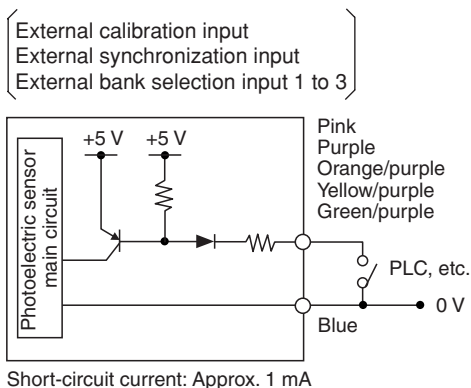 External calibration input
External synchronization input
External bank selection input 1 to 3
+5 V
+5 V
Photoelectric sensor
main circuit
Pink
Purple
Orange/purple
Yellow/purple
Green/purple
PLC, etc.
0 V
Blue
Short-circuit current: Approx. 1 mA